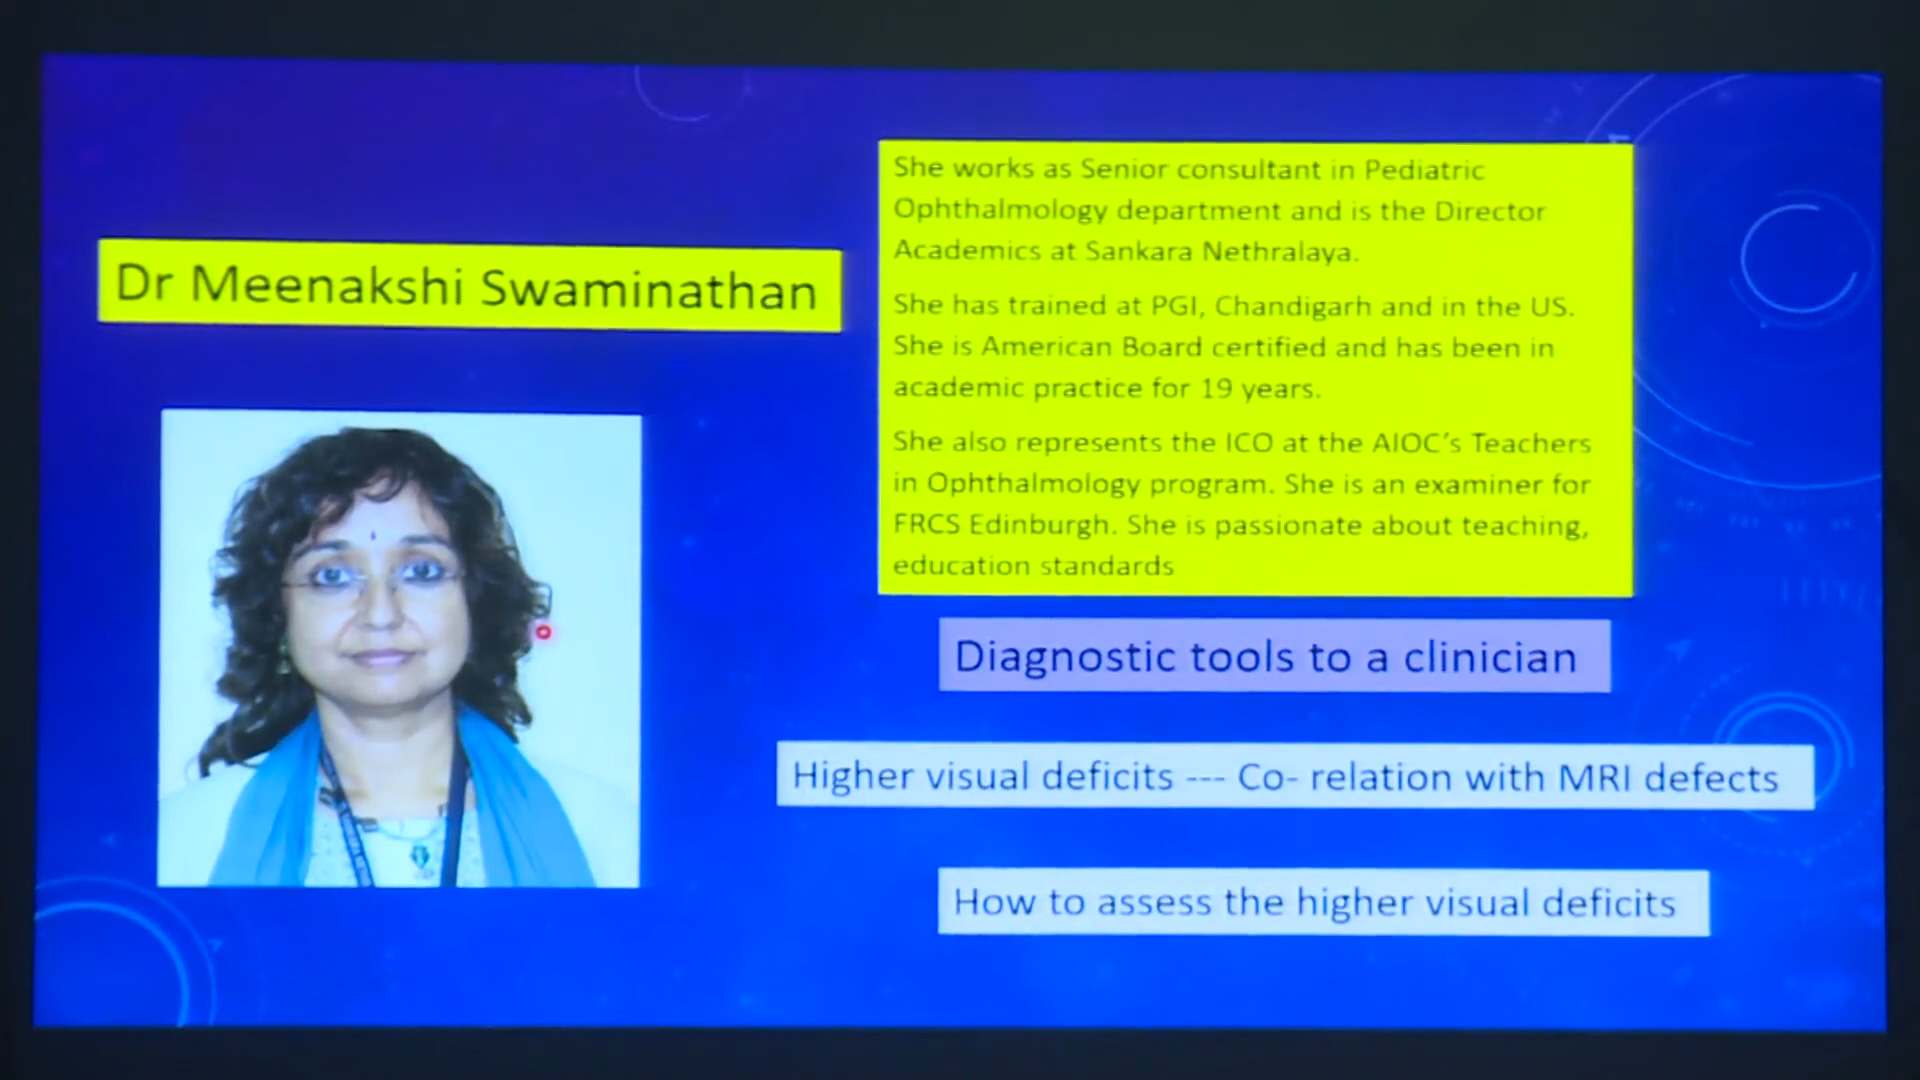 Dr Meenakshi Swaminathan
She works as Senior consultant in Pediatric
Ophthalmology department and is the Director
Academics at Sankara Nethralaya.
She has trained at PGI, Chandigarh and in the US.
She is American Board certified and has been in
academic practice for 19 years.
She also represents the ICO at the AIOC's Teachers
in Ophthalmology program. She is an examiner for
FRCS Edinburgh. She is passionate about teaching,
education standards
Diagnostic tools to a clinician
Higher visual deficits --- Co- relation with MRI defects
How to assess the higher visual deficits